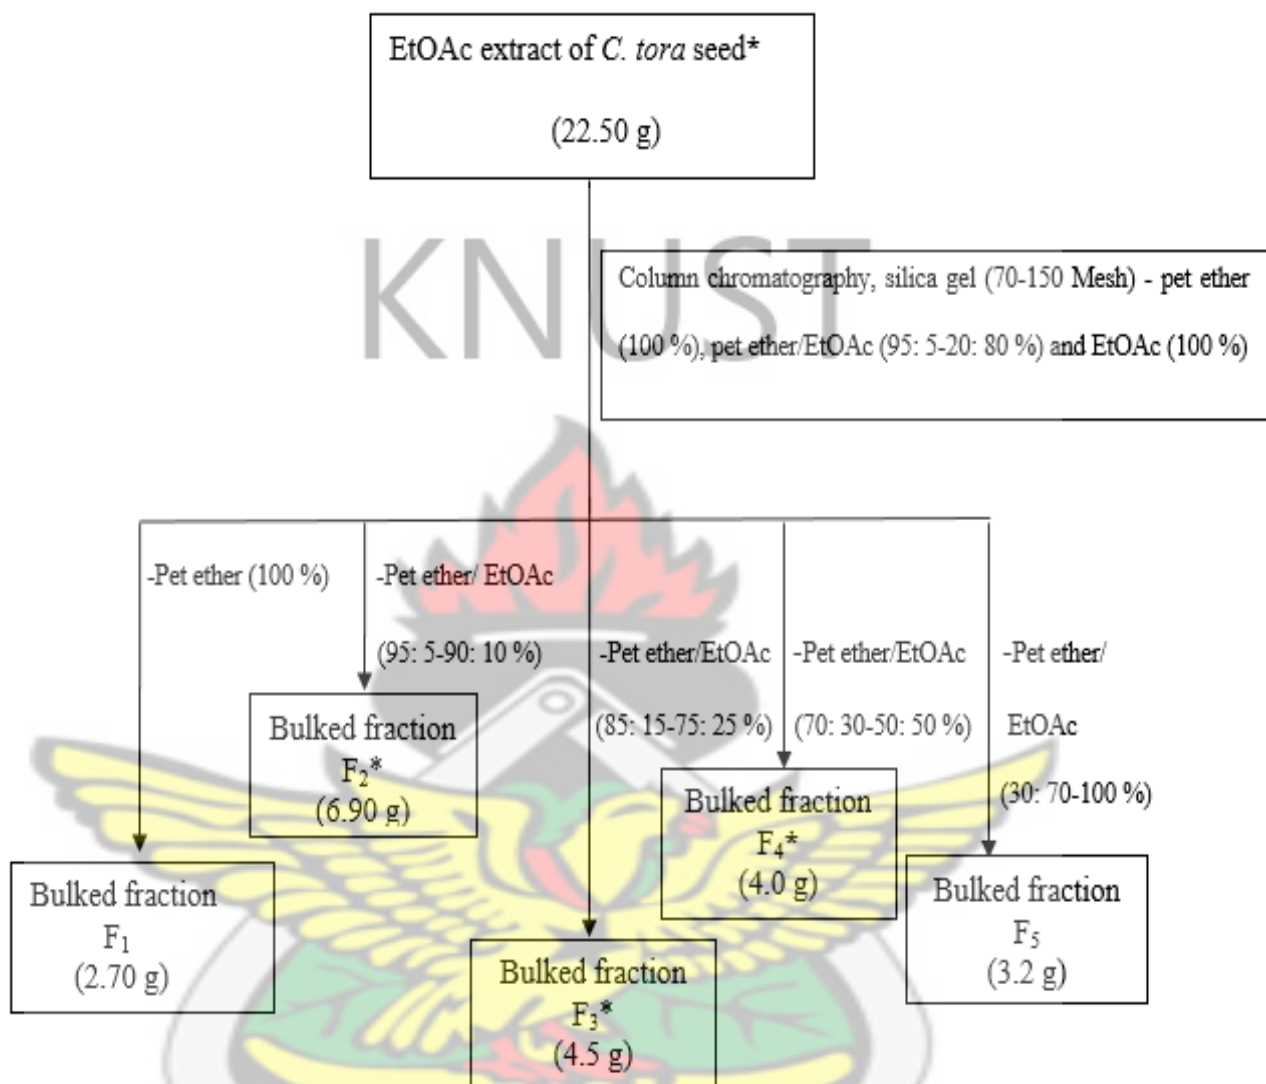 EtOAc extract of C. tora seed*
(22.50 g)
KNUST
Column chromatography, silica gel (70-150 Mesh) - pet ether
(100 %), pet ether/EtOAc (95: 5-20: 80 %) and EtOAc (100 %)
-Pet ether (100 %)
-Pet ether/ EtOAc
(95: 5-90: 10 %)
-Pet ether/EtOAc
(85: 15-75: 25 %)
-Pet ether/EtOAc
(70: 30-50: 50 %)
-Pet ether/
EtOAc
(30: 70-100 %)
Bulked fraction
F₁
(2.70 g)
Bulked fraction
F₂*
(6.90 g)
Bulked fraction
F₃*
(4.5 g)
Bulked fraction
F₄*
(4.0 g)
Bulked fraction
F₅
(3.2 g)